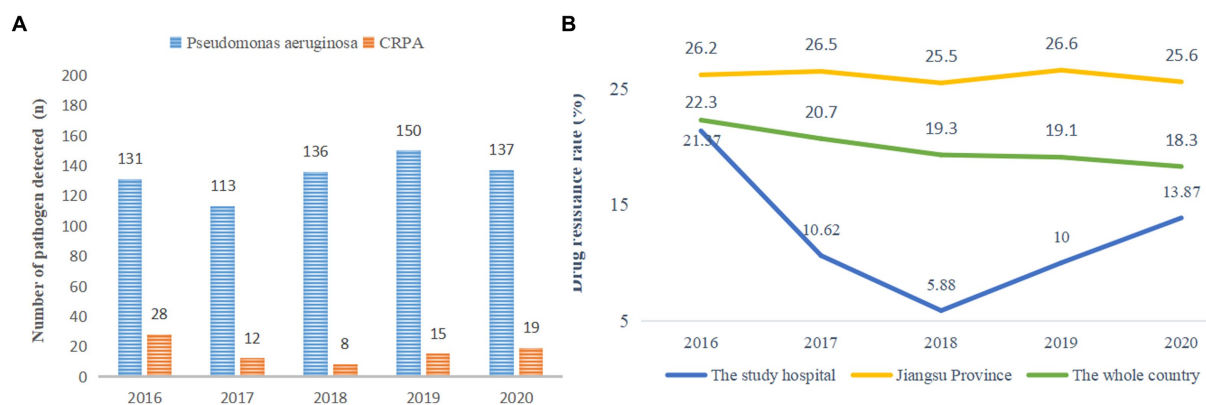 A
Pseudomonas aeruginosa CRPA
Number of pathogen detected (n)
200
180
160
140
120
100
80
60
40
20
0
131
113
136
150
137
28
12
8
15
19
2016 2017 2018 2019 2020
B
Drug resistance rate (%)
25
15
5
26.2 26.5 25.5 26.6 25.6
22.3 20.7 19.3 19.1 18.3
21.37 10.62 5.88 10 13.87
2016 2017 2018 2019 2020
The study hospital Jiangsu Province The whole country